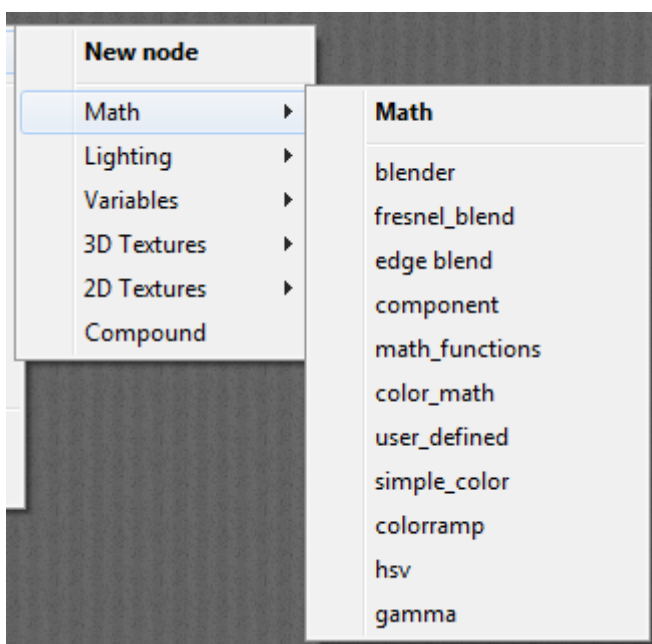 New node
Math
Lighting
Variables
3D Textures
2D Textures
Compound
Math
blender
fresnel_blend
edge blend
component
math_functions
color_math
user_defined
simple_color
colorramp
hsv
gamma